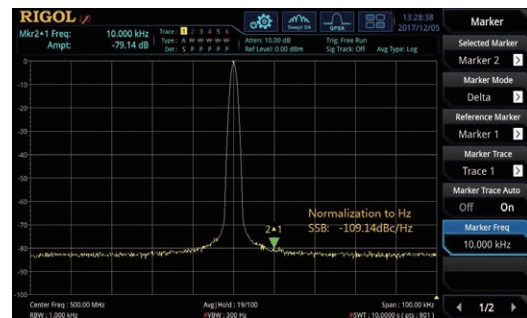 RIGOL
13:28:38
2017/12/05
Mkr2▲1 Freq: 10.000 kHz
Ampt: -79.14 dB
Trace: 1 2 3 4 5 6
Type: A W W W W W
Det: S P P P P P
Swept SA
GPSA
Atten: 10.00 dB
Ref Level: 0.00 dBm
Trig: Free Run
Sig Track: Off
Avg Type: Log
0
-10
-20
-30
-40
-50
-60
-70
-80
-90
-100
2▲1
Normalization to Hz
SSB: -109.14dBc/Hz
Center Freq : 500.00 MHz
Avg|Hold : 19/100
Span : 100.00 kHz
RBW : 1.000 kHz
#VBW : 300 Hz
#SWT : 10.0000 s ( pts : 801 )
Marker
Selected Marker
Marker 2
Marker Mode
Delta
Reference Marker
Marker 1
Marker Trace
Trace 1
Marker Trace Auto
Off On
Marker Freq
10.000 kHz
1/2